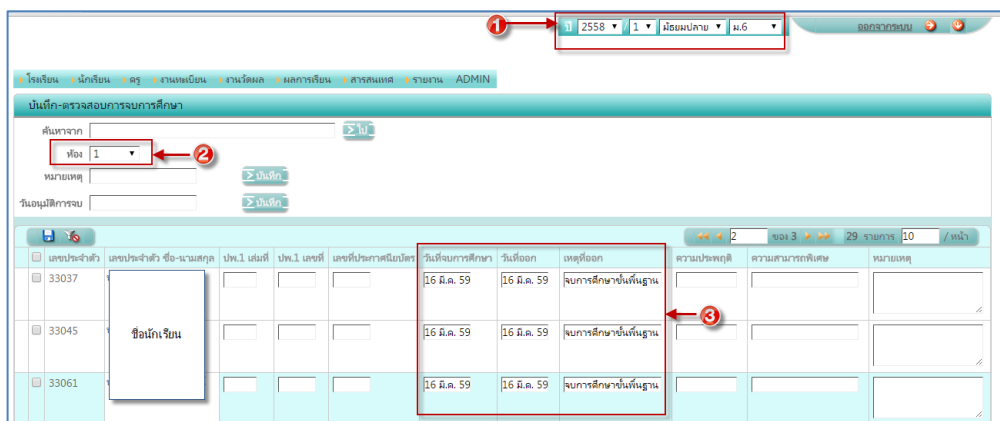 1 ปี 2558 / 1 มัธยมปลาย ม.6 ออกจากระบบ
โรงเรียน นักเรียน ครู งานทะเบียน งานวัดผล ผลการเรียน สารสนเทศ รายงาน ADMIN
บันทึก-ตรวจสอบการจบการศึกษา
ค้นหาจาก ไป
ห้อง 1 2
หมายเหตุ บันทึก
วันอนุมัติการจบ บันทึก
2 ของ 3 29 รายการ 10 / หน้า
เลขประจำตัว เลขประจำตัว ชื่อ-นามสกุล ปพ.1 เล่มที่ ปพ.1 เลขที่ เลขที่ประกาศนียบัตร วันที่จบการศึกษา วันที่ออก เหตุที่ออก ความประพฤติ ความสามารถพิเศษ หมายเหตุ
33037 16 มี.ค. 59 16 มี.ค. 59 จบการศึกษาขั้นพื้นฐาน
3
33045 ชื่อนักเรียน 16 มี.ค. 59 16 มี.ค. 59 จบการศึกษาขั้นพื้นฐาน
33061 16 มี.ค. 59 16 มี.ค. 59 จบการศึกษาขั้นพื้นฐาน